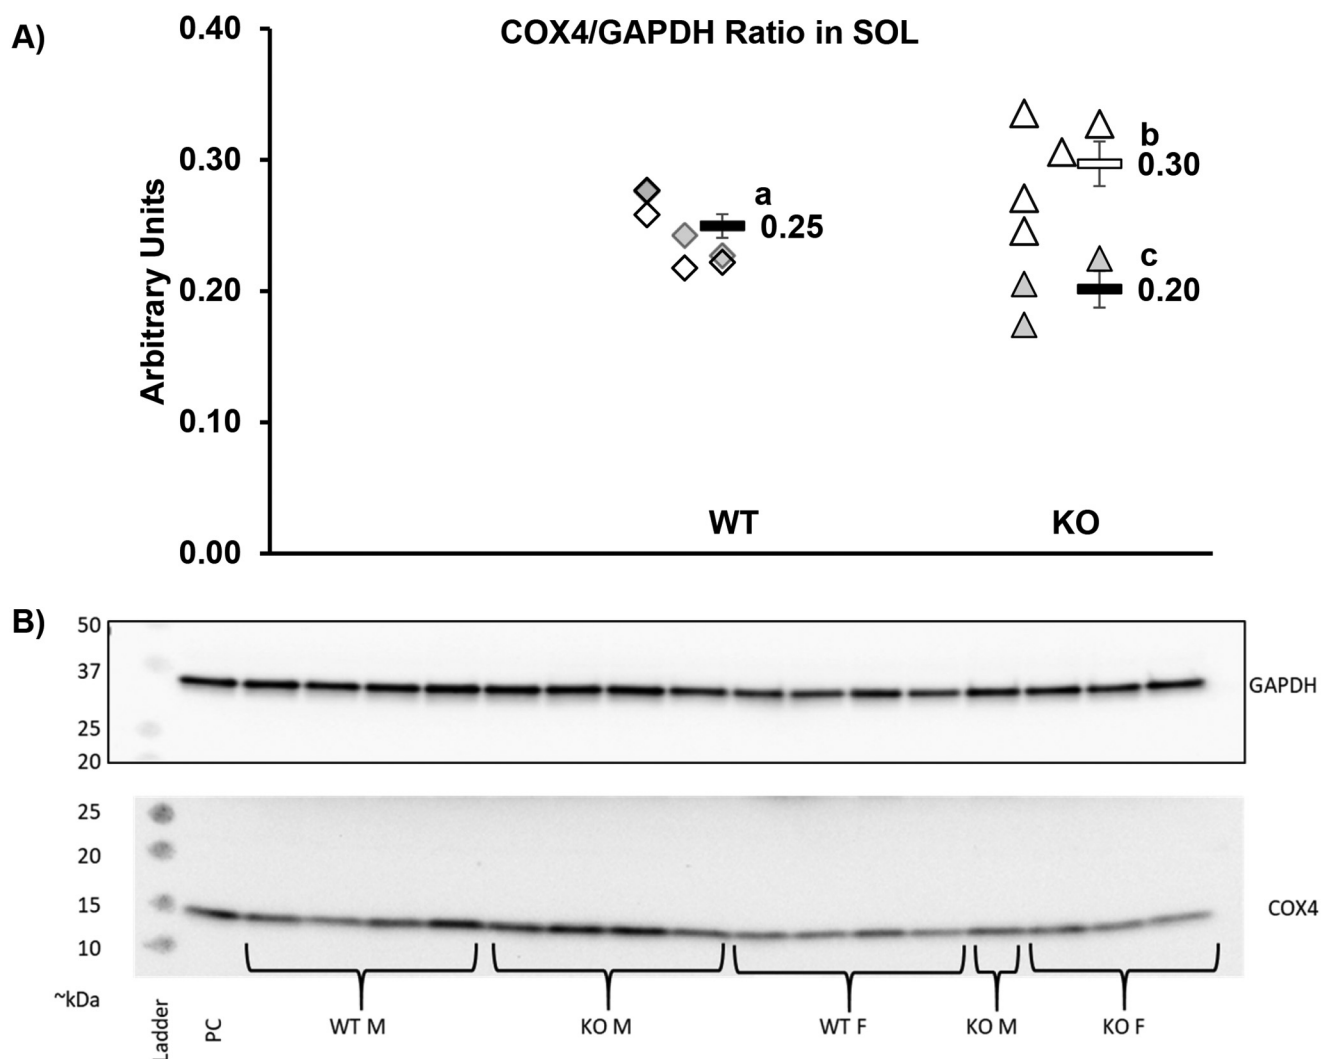 A)
COX4/GAPDH Ratio in SOL
Arbitrary Units
0.40
0.30
0.20
0.10
0.00
a
0.25
b
0.30
c
0.20
WT
KO
B)
50
37
25
20
GAPDH
25
20
15
10
COX4
~kDa
Ladder
PC
WT M
KO M
WT F
KO M
KO F